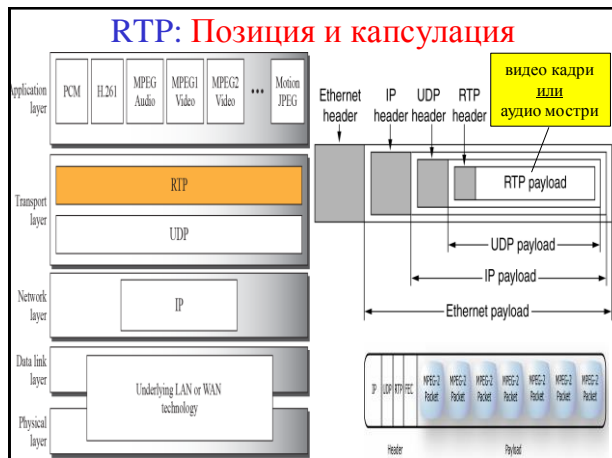 RTP: Позиция и капсулация
Application
layer
PCM
H.261
MPEG
Audio
MPEG1
Video
MPEG2
Video
•••
Motion
JPEG
Transport
layer
RTP
UDP
Network
layer
IP
Data link
layer
Physical
layer
Underlying LAN or WAN
technology
видео кадри
или
аудио мостри
Ethernet
header
IP
header
UDP
header
RTP
header
RTP payload
UDP payload
IP payload
Ethernet payload
IP
UDP
RTP
FEC
MPEG-2
Packet
MPEG-2
Packet
MPEG-2
Packet
MPEG-2
Packet
MPEG-2
Packet
MPEG-2
Packet
MPEG-2
Packet
Header
Payload